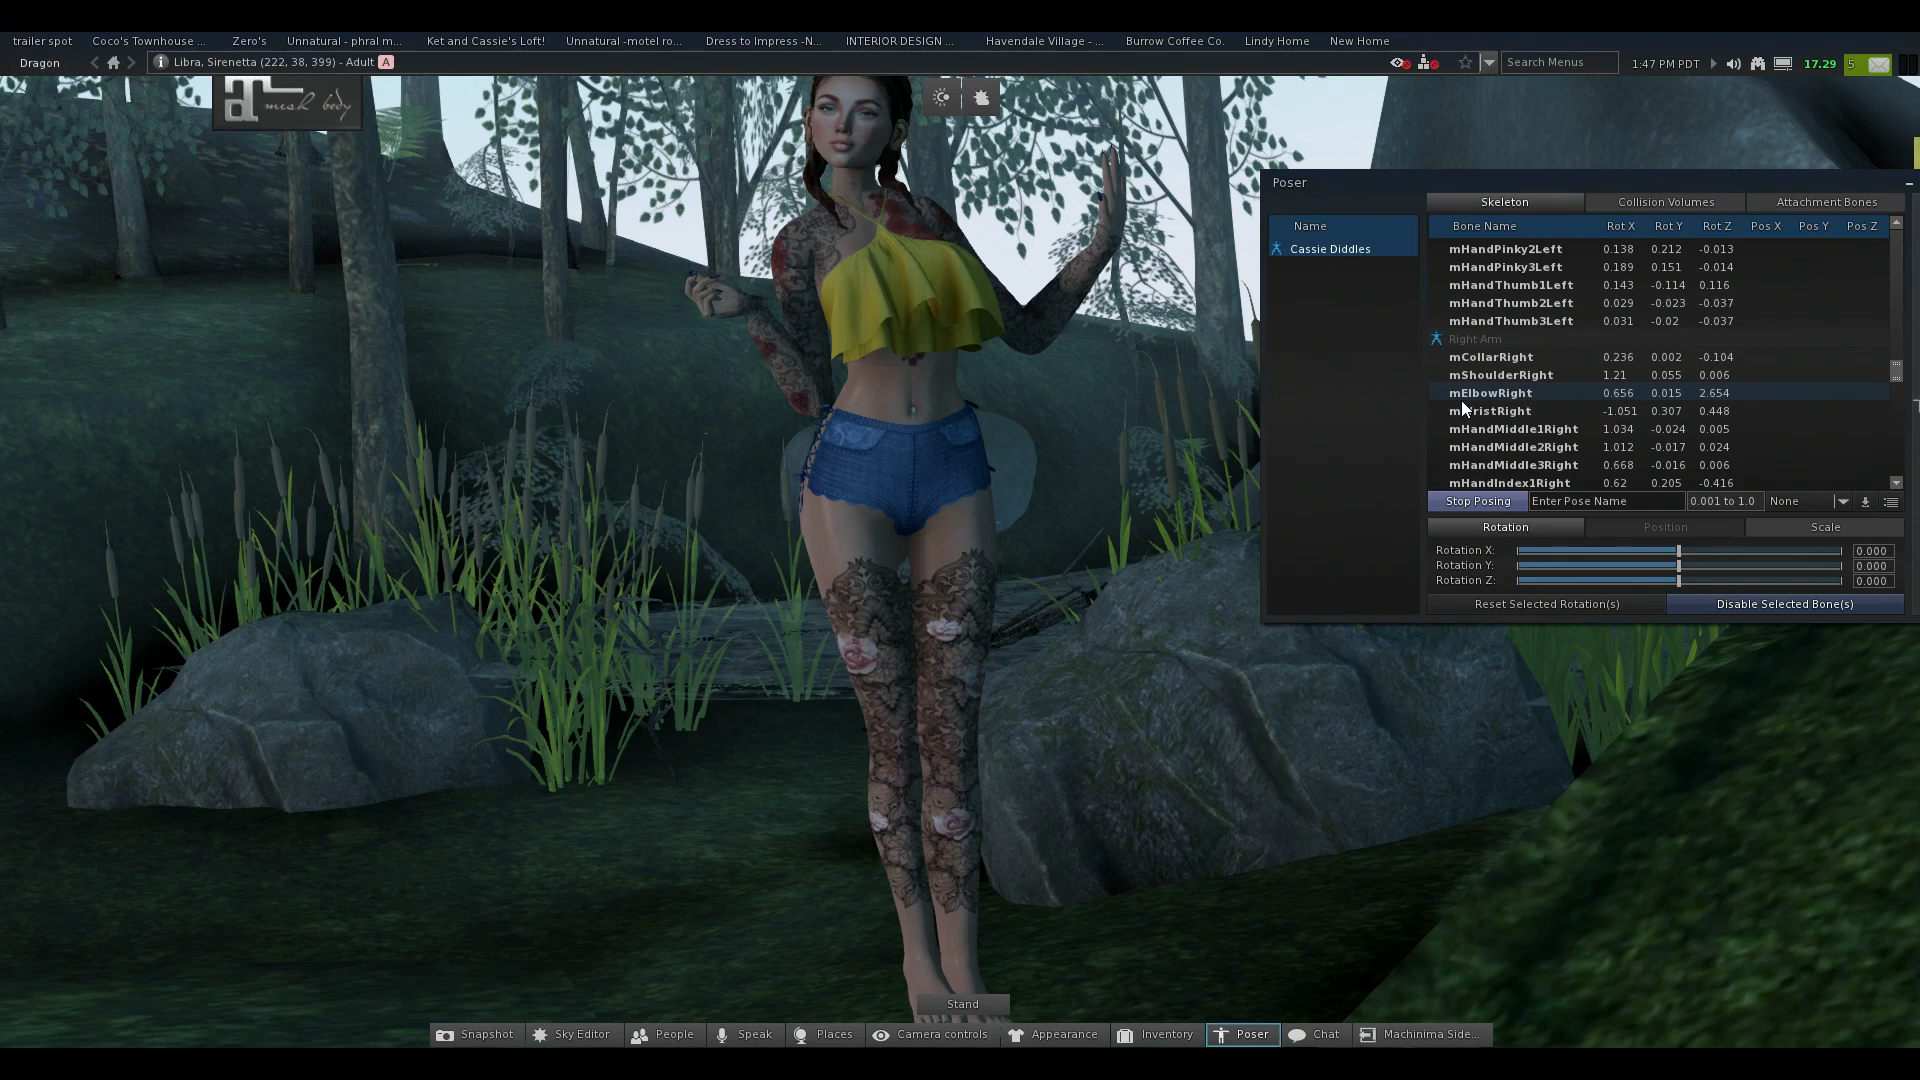 trailer spot Coco's Townhouse ... Zero's Unnatural - phral m... Ket and Cassie's Loft! Unnatural -motel ro... Dress to Impress -N... INTERIOR DESIGN ... Havendale Village - ... Burrow Coffee Co. Lindy Home New Home
Dragon Libra, Sirenetta (222, 38, 399) - Adult A Search Menus 1:47 PM PDT 17.29 5
mesh body
Poser
Skeleton Collision Volumes Attachment Bones
Name Bone Name Rot X Rot Y Rot Z Pos X Pos Y Pos Z
Cassie Diddles mHandPinky2Left 0.138 0.212 -0.013
mHandPinky3Left 0.189 0.151 -0.014
mHandThumb1Left 0.143 -0.114 0.116
mHandThumb2Left 0.029 -0.023 -0.037
mHandThumb3Left 0.031 -0.02 -0.037
Right Arm
mCollarRight 0.236 0.002 -0.104
mShoulderRight 1.21 0.055 0.006
mElbowRight 0.656 0.015 2.654
mWristRight -1.051 0.307 0.448
mHandMiddle1Right 1.034 -0.024 0.005
mHandMiddle2Right 1.012 -0.017 0.024
mHandMiddle3Right 0.668 -0.016 0.006
mHandIndex1Right 0.62 0.205 -0.416
Stop Posing Enter Pose Name 0.001 to 1.0 None
Rotation Position Scale
Rotation X: 0.000
Rotation Y: 0.000
Rotation Z: 0.000
Reset Selected Rotation(s) Disable Selected Bone(s)
Stand
Snapshot Sky Editor People Speak Places Camera controls Appearance Inventory Poser Chat Machinima Side...